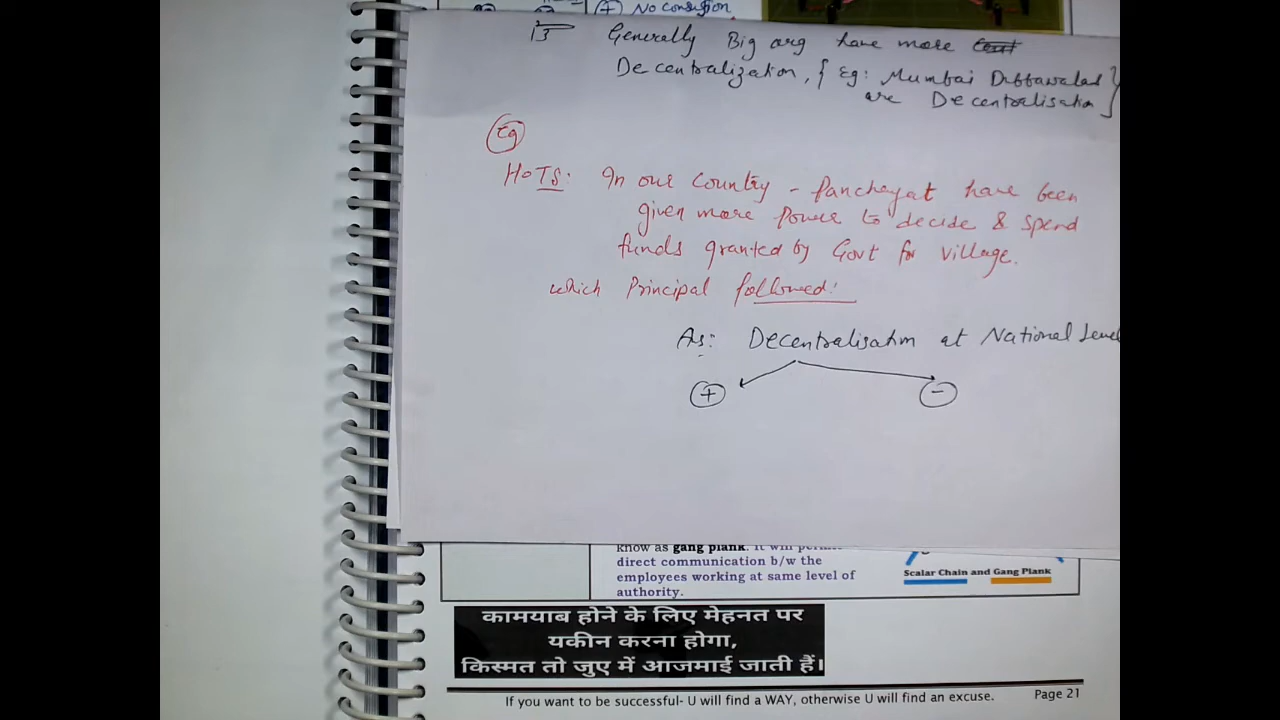 + No consufion
13 Generally Big org have more
Decentralization, { Eg: Mumbai Dabbawalas
are Decentralisation }
Eg
HOTS: In our Country - Panchayat have been
given more power to decide & spend
funds granted by Govt for Village.
which Principal followed:
As: Decentralisatim at National Level
+ -
know as gang plank. It will
direct communication b/w the
employees working at same level of
authority.
Scalar Chain and Gang Plank
कामयाब होने के लिए मेहनत पर
यकीन करना होगा,
किस्मत तो जुए में आजमाई जाती हैं।
If you want to be successful- U will find a WAY, otherwise U will find an excuse. Page 21